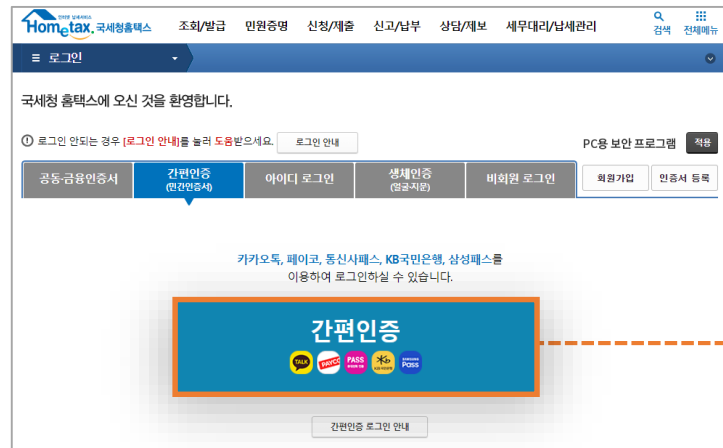 Hometax. 국세청홈택스 조회/발급 민원증명 신청/제출 신고/납부 상담/제보 세무대리/납세관리 검색 전체메뉴
로그인
국세청 홈택스에 오신 것을 환영합니다.
로그인 안되는 경우 [로그인 안내]를 눌러 도움받으세요. 로그인 안내 PC용 보안 프로그램 적용
공동·금융인증서 간편인증 아이디 로그인 생체인증 비회원 로그인 회원가입 인증서 등록
(민간인증서) (얼굴·지문)
카카오톡, 페이코, 통신사패스, KB국민은행, 삼성패스를
이용하여 로그인하실 수 있습니다.
간편인증
TALK PAYCO PASS Kb SAMSUNG Pass
간편인증 로그인 안내